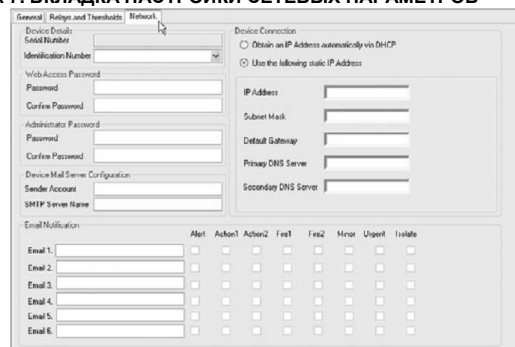 ВКЛАДКА НАСТРОЙКИ СЕТЕВЫХ ПАРАМЕТРОВ
General Relays and Thresholds Network
Device Details
Serial Number
Identification Number
Web Access Password
Password
Confirm Password
Administrator Password
Password
Confirm Password
Device Mail Server Configuration
Sender Account
SMTP Server Name
Device Connection
Obtain an IP Address automatically via DHCP
Use the following static IP Address
IP Address
Subnet Mask
Default Gateway
Primary DNS Server
Secondary DNS Server
Email Notification
Alert Action1 Action2 Fire1 Fire2 Minor Urgent Isolate
Email 1.
Email 2.
Email 3.
Email 4.
Email 5.
Email 6.